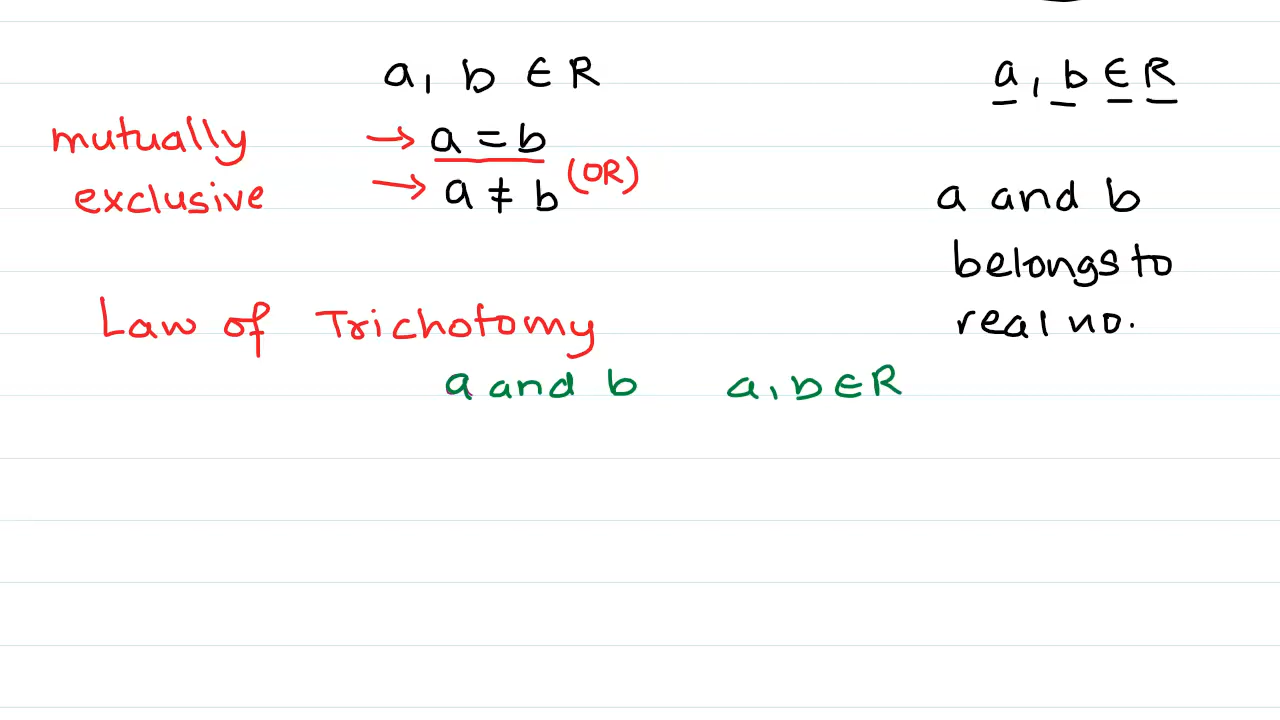 a, b ∈ R
mutually → a = b
exclusive → a ≠ b (OR)
Law of Trichotomy
a and b a, b ∈ R
a, b ∈ R
a and b
belongs to
real no.